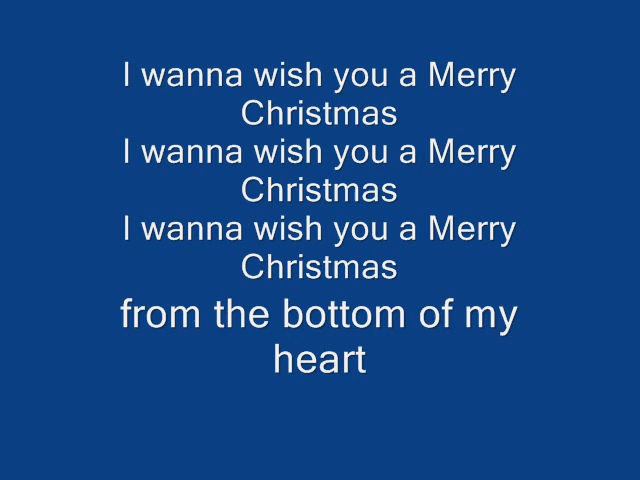 I wanna wish you a Merry
Christmas
I wanna wish you a Merry
Christmas
I wanna wish you a Merry
Christmas
from the bottom of my
heart